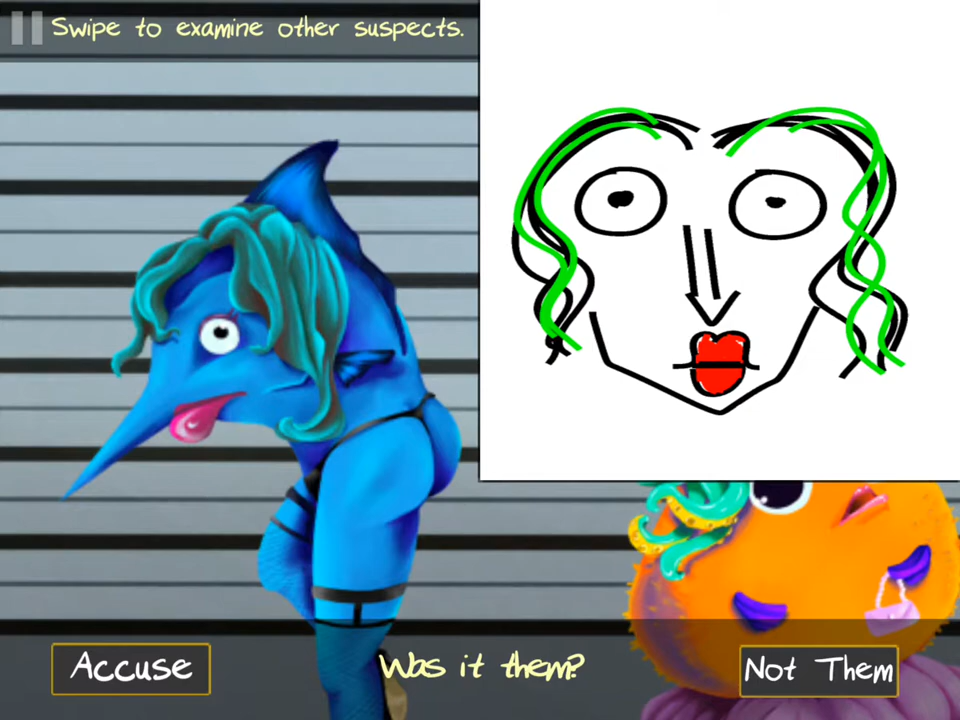 Swipe to examine other suspects.
Accuse
Was it them?
Not Them